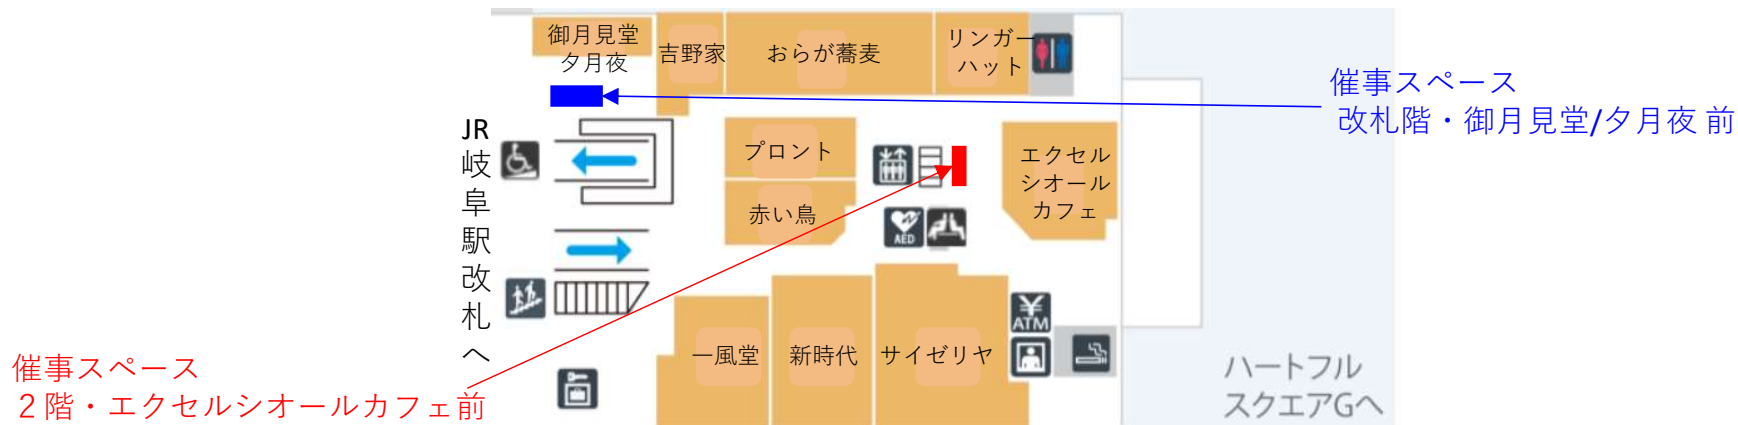 御月見堂
夕月夜
吉野家
おらが蕎麦
リンガー
ハット
催事スペース
改札階・御月見堂/夕月夜 前
JR
岐
阜
駅
改
札
へ
プロント
赤い鳥
エクセル
シオール
カフェ
AED
一風堂
新時代
サイゼリヤ
¥
ATM
催事スペース
２階・エクセルシオールカフェ前
ハートフル
スクエアGへ